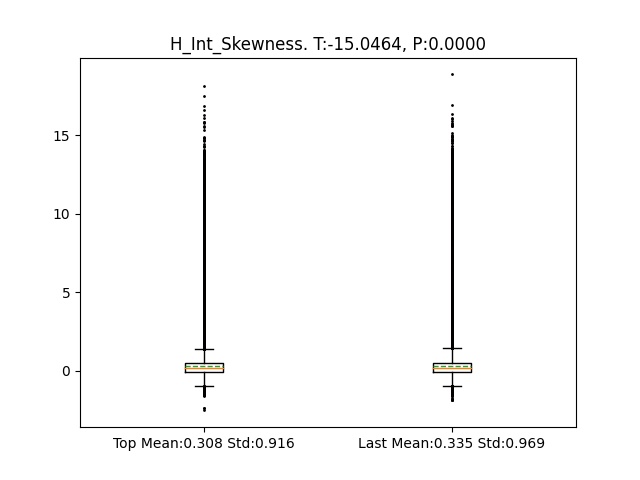 H_Int_Skewness. T:-15.0464, P:0.0000
15
10
5
0
Top Mean:0.308 Std:0.916
Last Mean:0.335 Std:0.969